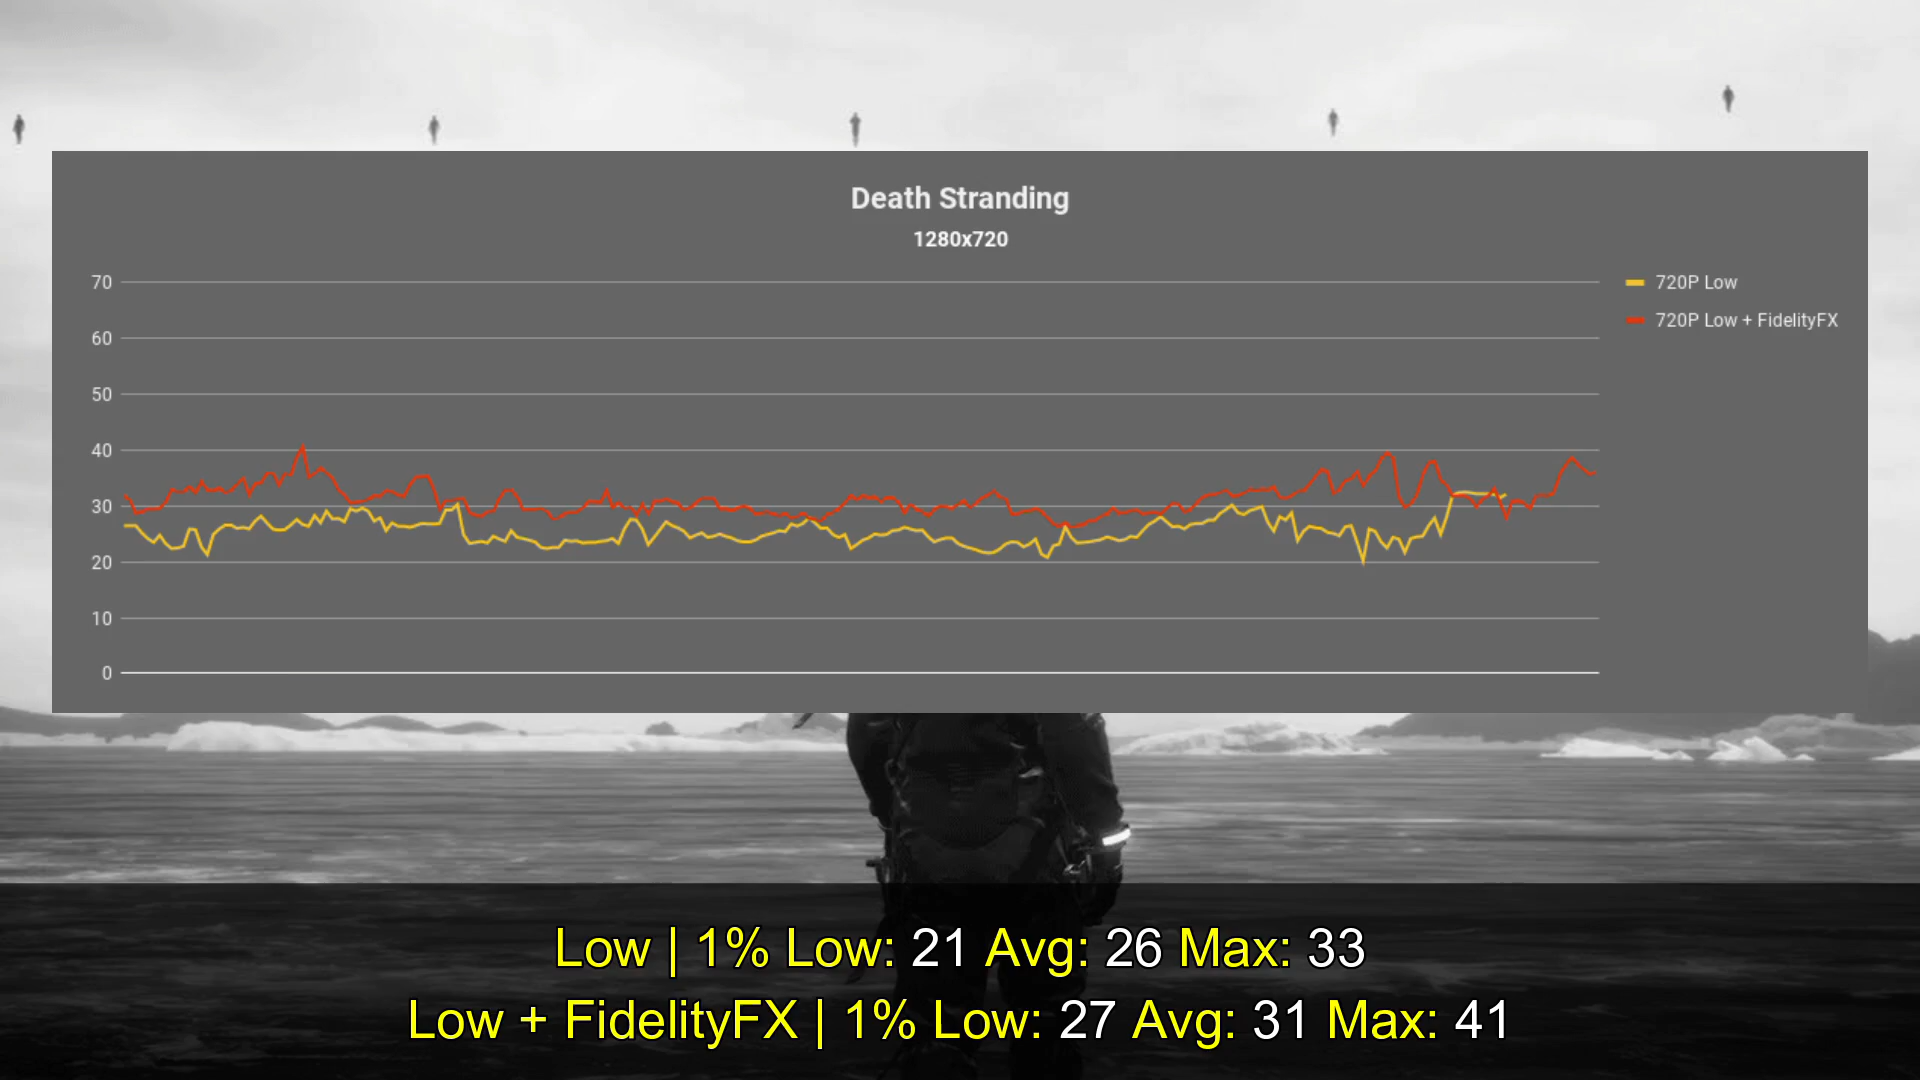 Death Stranding
1280x720
70
60
50
40
30
20
10
0
720P Low
720P Low + FidelityFX
Low | 1% Low: 21 Avg: 26 Max: 33
Low + FidelityFX | 1% Low: 27 Avg: 31 Max: 41